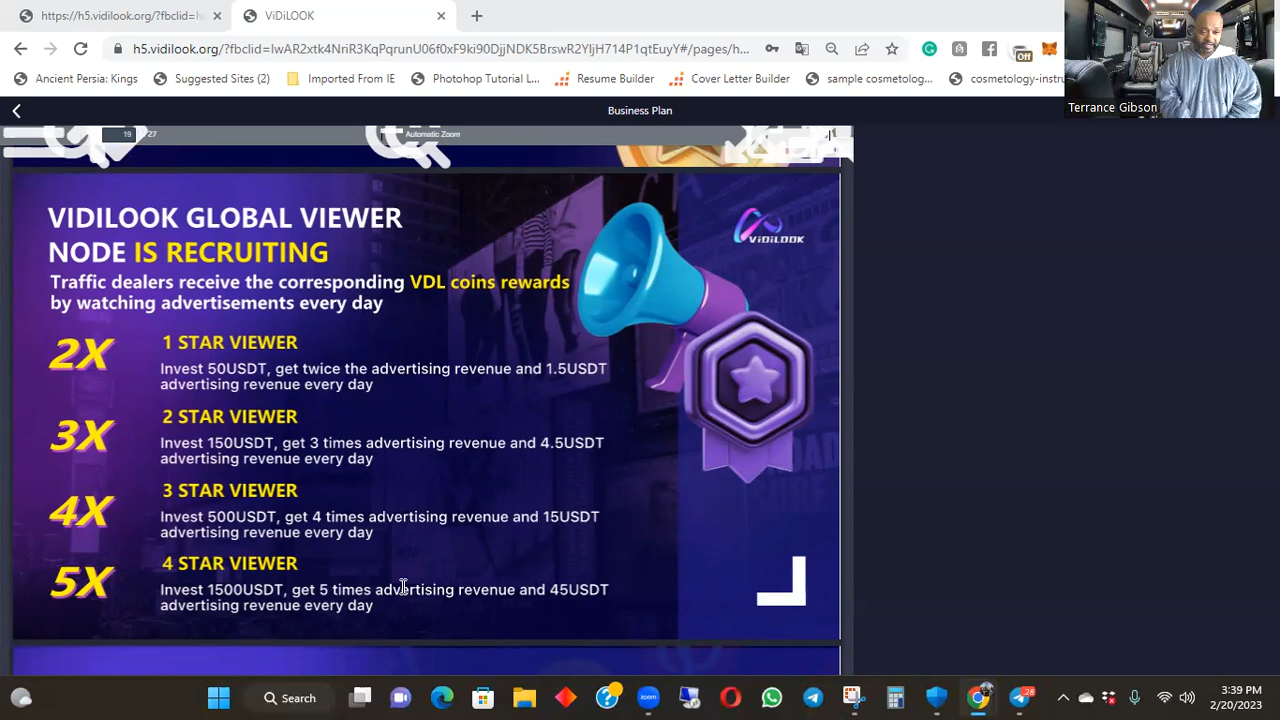 https://h5.vidilook.org/?fbclid=Iw
ViDiLOOK
h5.vidilook.org/?fbclid=IwAR2xtk4NriR3KqPqrunU06f0xF9ki90DjjNDK5BrswR2YIjH714P1qtEuyY#/pages/h...
Off
Ancient Persia: Kings
Suggested Sites (2)
Imported From IE
Photohop Tutorial L...
Resume Builder
Cover Letter Builder
sample cosmetolog...
cosmetology-instru
Terrance Gibson
Business Plan
19 / 27
Automatic Zoom
VIDILOOK GLOBAL VIEWER
NODE IS RECRUITING
ViDiLOOK
Traffic dealers receive the corresponding VDL coins rewards
by watching advertisements every day
2X
1 STAR VIEWER
Invest 50USDT, get twice the advertising revenue and 1.5USDT
advertising revenue every day
3X
2 STAR VIEWER
Invest 150USDT, get 3 times advertising revenue and 4.5USDT
advertising revenue every day
4X
3 STAR VIEWER
Invest 500USDT, get 4 times advertising revenue and 15USDT
advertising revenue every day
5X
4 STAR VIEWER
Invest 1500USDT, get 5 times advertising revenue and 45USDT
advertising revenue every day
Search
zoom
28
3:39 PM
2/20/2023